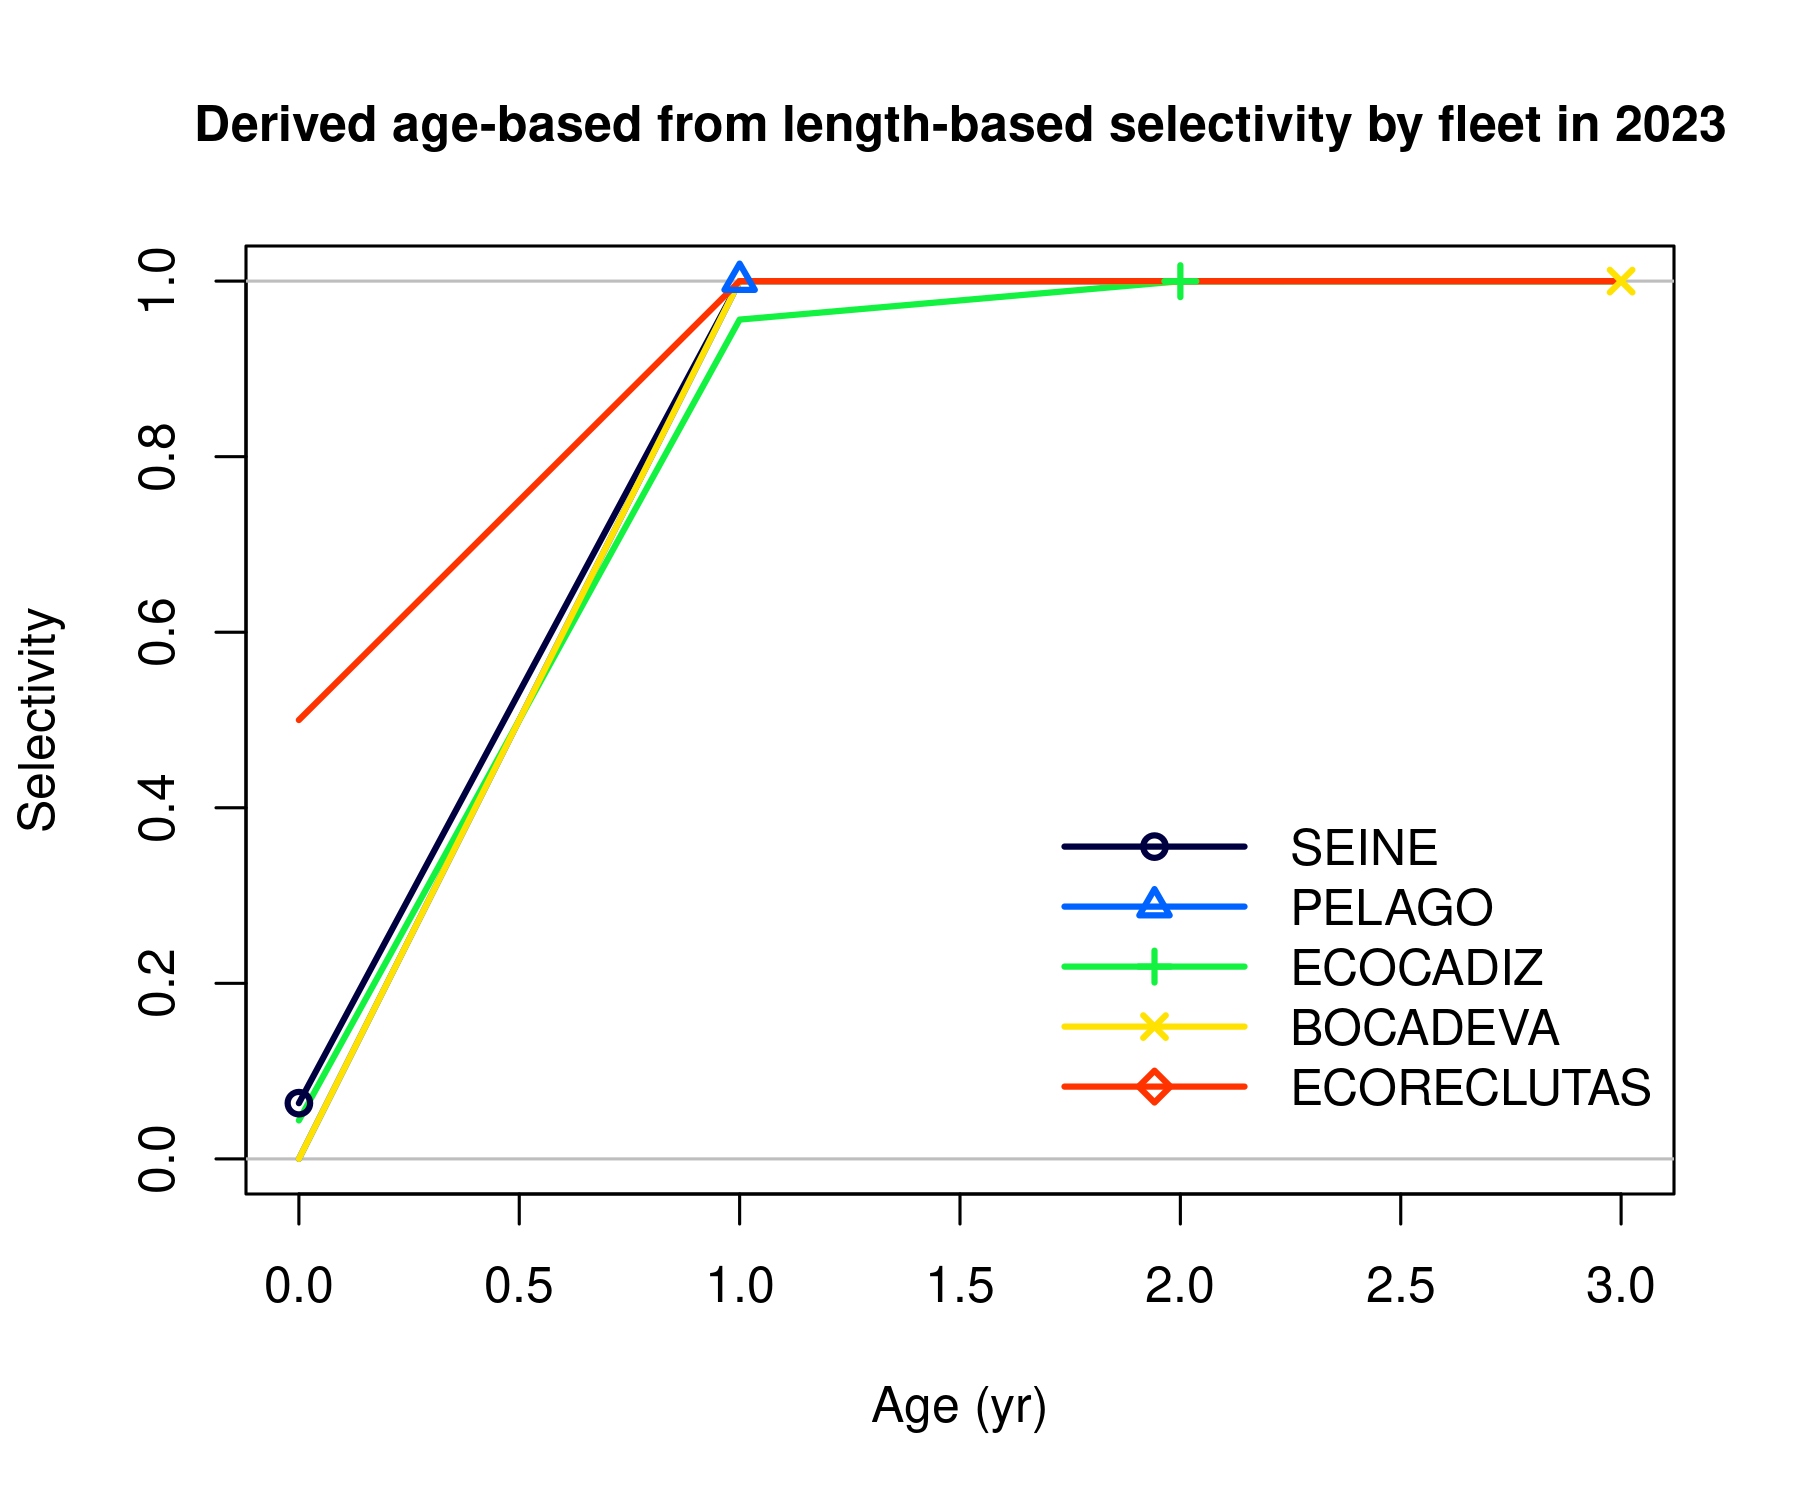 Derived age-based from length-based selectivity by fleet in 2023
1.0
0.8
0.6
0.4
0.2
0.0
Selectivity
SEINE
PELAGO
ECOCADIZ
BOCADEVA
ECORECLUTAS
0.0 0.5 1.0 1.5 2.0 2.5 3.0
Age (yr)